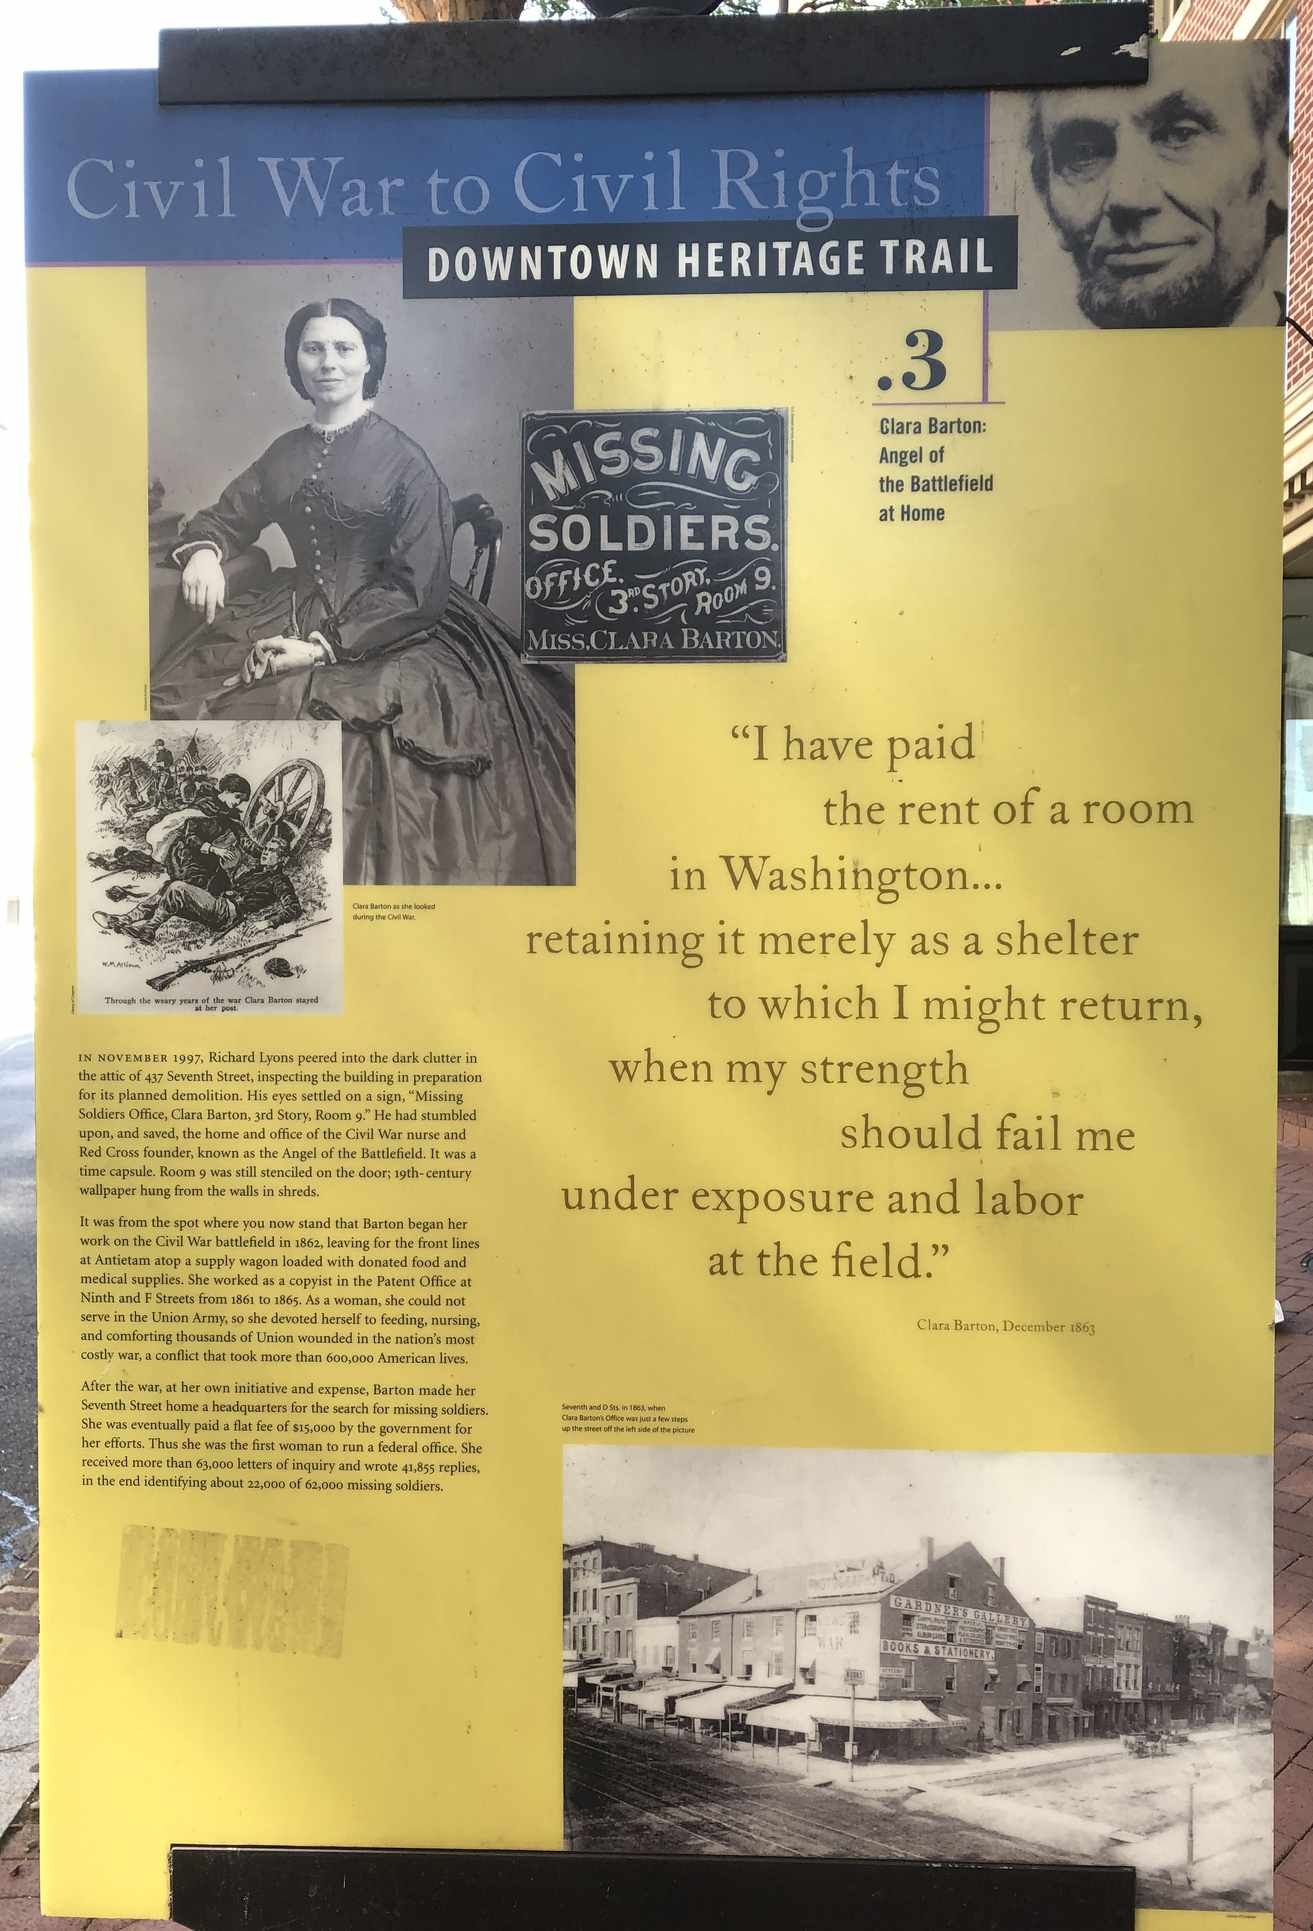 Civil War to Civil Rights
DOWNTOWN HERITAGE TRAIL
.3
Clara Barton:
Angel of
the Battlefield
at Home
MISSING
SOLDIERS.
OFFICE.
3RD STORY.
ROOM 9.
MISS. CLARA BARTON.
"I have paid
the rent of a room
in Washington...
retaining it merely as a shelter
to which I might return,
when my strength
should fail me
under exposure and labor
at the field."
Clara Barton, December 1863
Clara Barton as she looked
during the Civil War.
Through the weary years of the war Clara Barton stayed
at her post.
IN NOVEMBER 1997, Richard Lyons peered into the dark clutter in
the attic of 437 Seventh Street, inspecting the building in preparation
for its planned demolition. His eyes settled on a sign, "Missing
Soldiers Office, Clara Barton, 3rd Story, Room 9." He had stumbled
upon, and saved, the home and office of the Civil War nurse and
Red Cross founder, known as the Angel of the Battlefield. It was a
time capsule. Room 9 was still stenciled on the door; 19th-century
wallpaper hung from the walls in shreds.
It was from the spot where you now stand that Barton began her
work on the Civil War battlefield in 1862, leaving for the front lines
at Antietam atop a supply wagon loaded with donated food and
medical supplies. She worked as a copyist in the Patent Office at
Ninth and F Streets from 1861 to 1865. As a woman, she could not
serve in the Union Army, so she devoted herself to feeding, nursing,
and comforting thousands of Union wounded in the nation's most
costly war, a conflict that took more than 600,000 American lives.
After the war, at her own initiative and expense, Barton made her
Seventh Street home a headquarters for the search for missing soldiers.
She was eventually paid a flat fee of $15,000 by the government for
her efforts. Thus she was the first woman to run a federal office. She
received more than 63,000 letters of inquiry and wrote 41,855 replies,
in the end identifying about 22,000 of 62,000 missing soldiers.
Seventh and D Sts. in 1863, when
Clara Barton's Office was just a few steps
up the street off the left side of the picture
GARDNER'S GALLERY
BOOKS & STATIONERY.
WAR